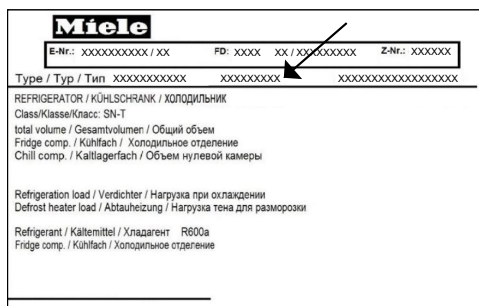 Miele
E-Nr.: XXXXXXXXXX / XX FD: XXXX XX / XXXXXXXXX Z-Nr.: XXXXXX
Type / Typ / Тип XXXXXXXXXXX XXXXXXXXX XXXXXXXXXXXXXXXXXX
REFRIGERATOR / KÜHLSCHRANK / ХОЛОДИЛЬНИК
Class/Klasse/Класс: SN-T
total volume / Gesamtvolumen / Общий объем
Fridge comp. / Kühlfach / Холодильное отделение
Chill comp. / Kaltlagerfach / Объем нулевой камеры
Refrigeration load / Verdichter / Нагрузка при охлаждении
Defrost heater load / Abtauheizung / Нагрузка тена для разморозки
Refrigerant / Kältemittel / Хладагент R600a
Fridge comp. / Kühlfach / Холодильное отделение